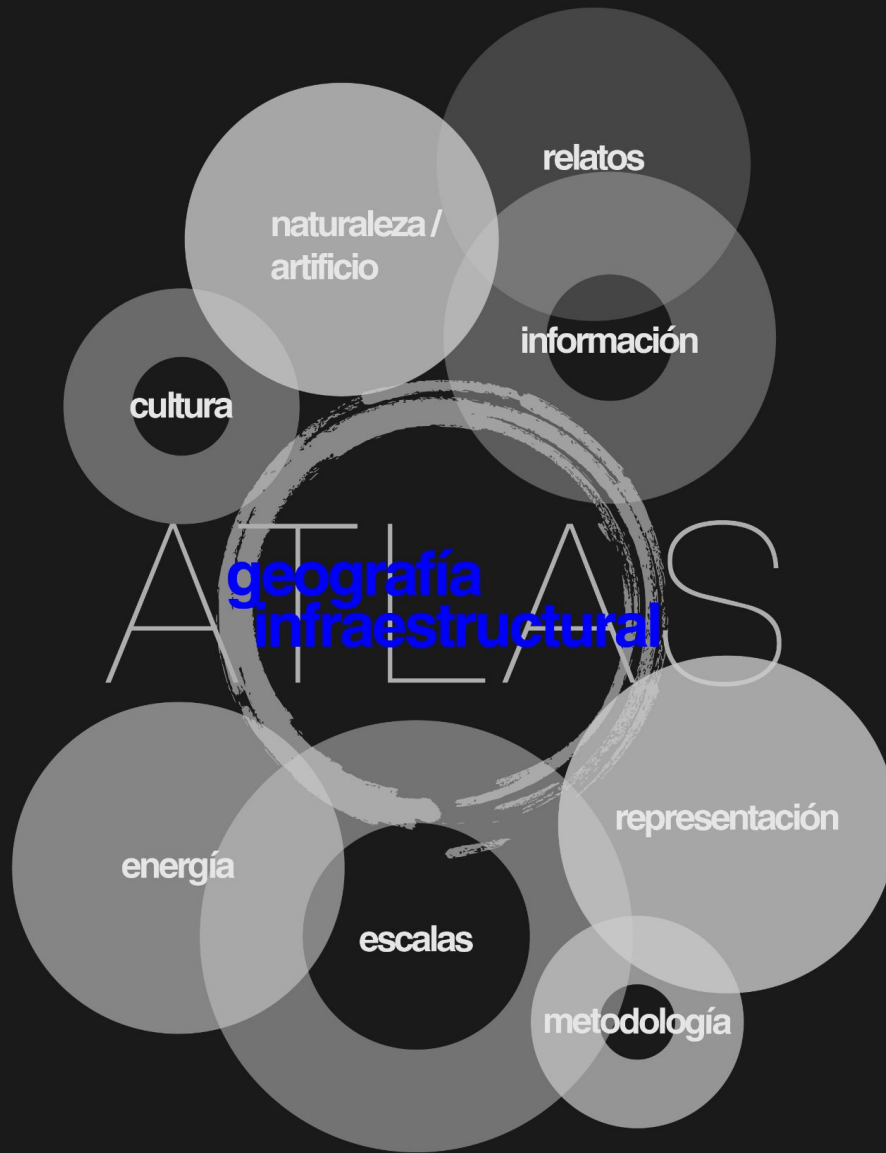 relatos
naturaleza /
artificio
información
cultura
ATLAS
geografía
infraestructural
representación
energía
escalas
metodología